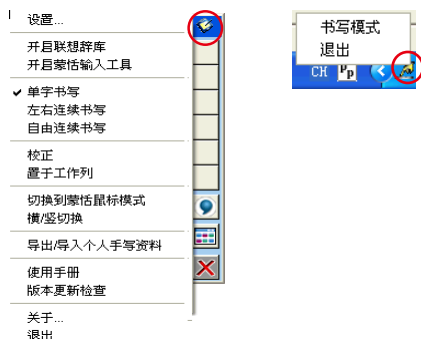 设置...
开启联想辞库
开启蒙恬输入工具
单字书写
左右连续书写
自由连续书写
校正
置于工作列
切换到蒙恬鼠标模式
横/竖切换
导出/导入个人手写资料
使用手册
版本更新检查
关于...
退出
书写模式
退出
CH Pp